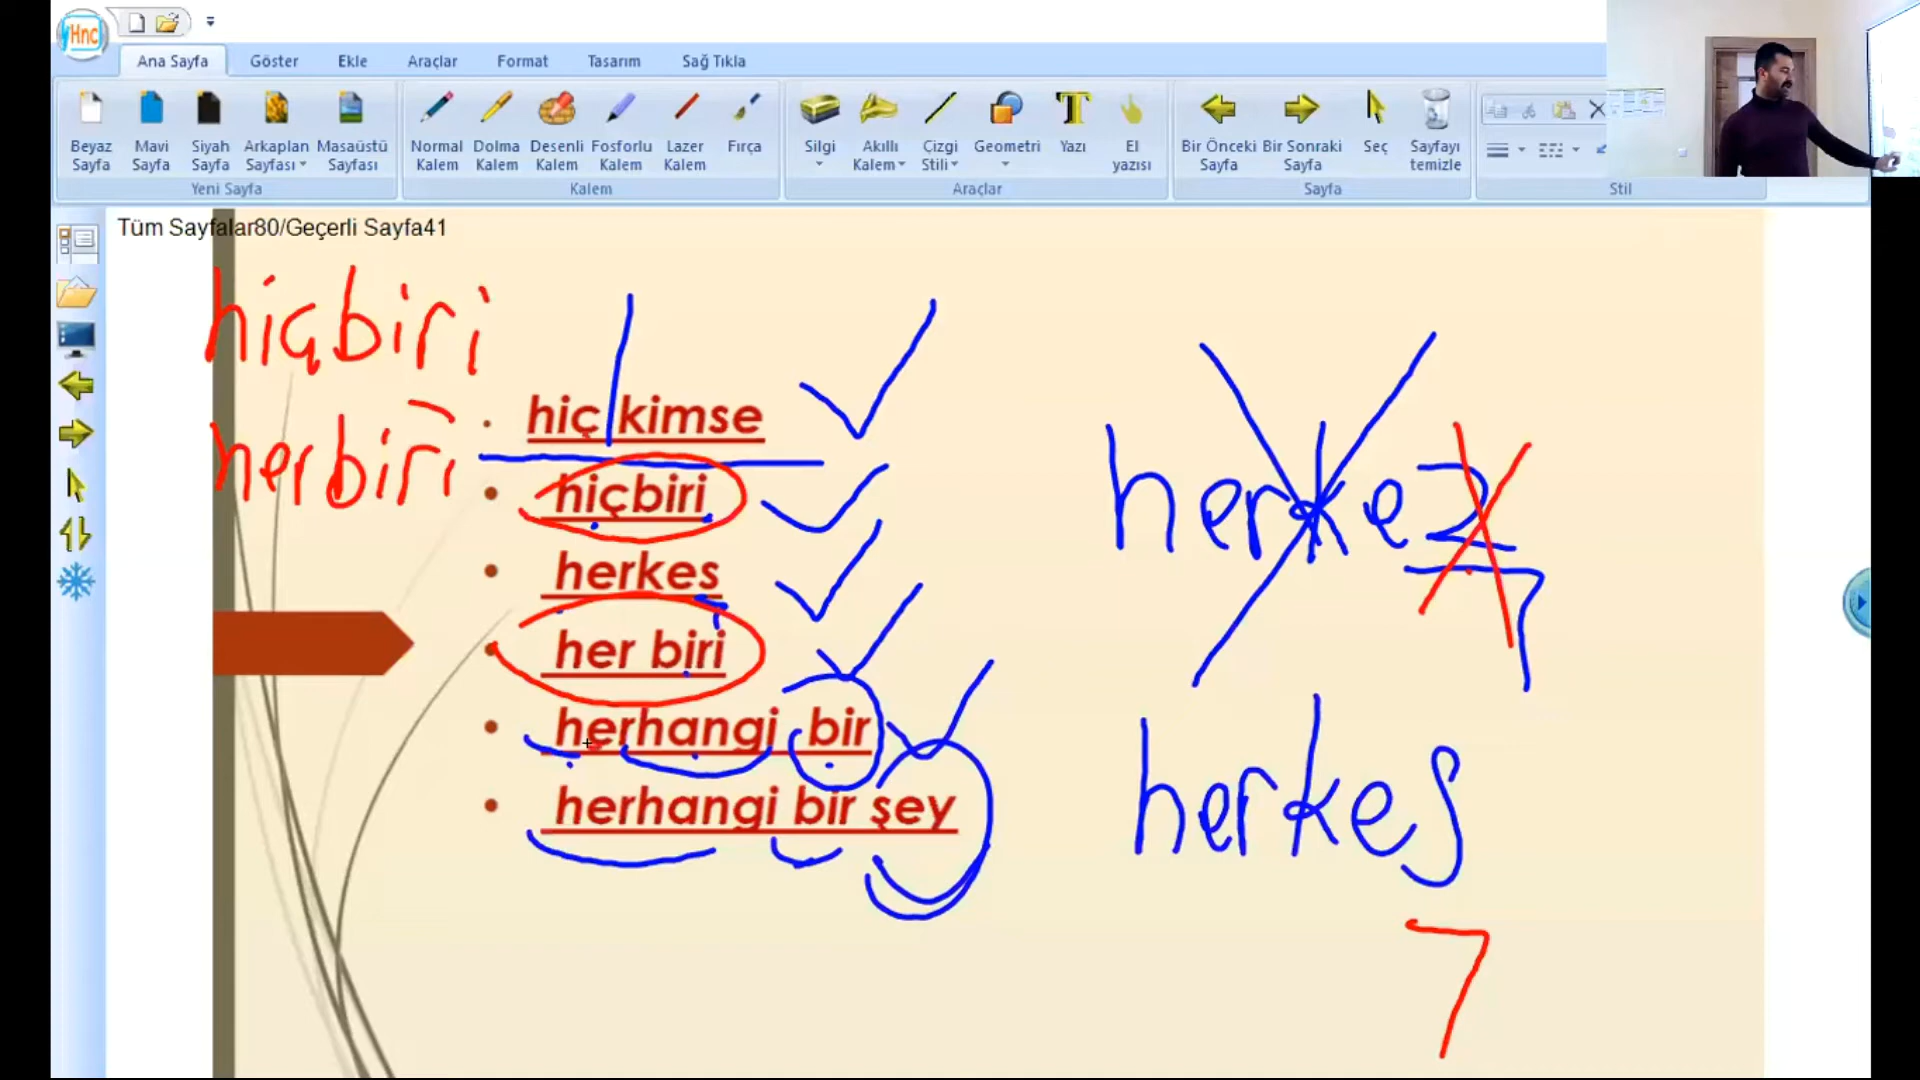 Hnc
Ana Sayfa Göster Ekle Araçlar Format Tasarım Sağ Tıkla
Beyaz Sayfa Mavi Sayfa Siyah Sayfa Arkaplan Sayfası Masaüstü Sayfası
Yeni Sayfa
Normal Kalem Dolma Kalem Desenli Kalem Fosforlu Kalem Lazer Kalem Fırça
Kalem
Silgi Akıllı Kalem Çizgi Stili Geometri Yazı El yazısı
Araçlar
Bir Önceki Sayfa Bir Sonraki Sayfa Seç Sayfayı temizle
Sayfa
Stil
Tüm Sayfalar80/Geçerli Sayfa41
hiçbiri
herbiri
• hiç kimse
• hiçbiri
• herkes
• her biri
• herhangi bir
• herhangi bir şey
herkez
herkes